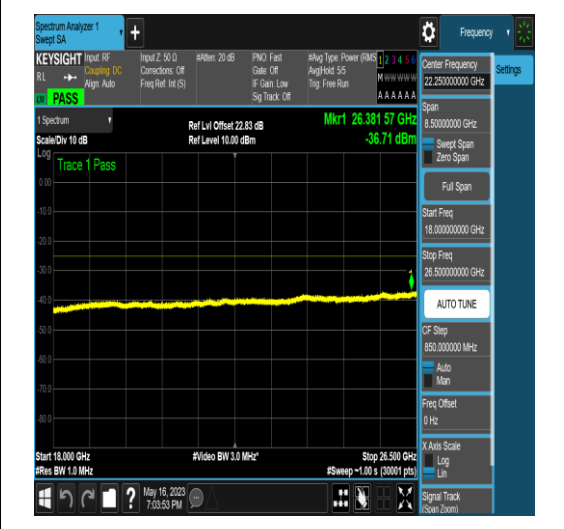 Spectrum Analyzer 1
Swept SA
+
Frequency
KEYSIGHT
RL
Input: RF
Coupling: DC
Align: Auto
Input Z: 50 Ω
Corrections: Off
Freq Ref: Int (S)
#Atten: 20 dB
PNO: Fast
Gate: Off
IF Gain: Low
Sig Track: Off
#Avg Type: Power (RMS
Avg|Hold: 5/5
Trig: Free Run
1 2 3 4 5 6
M W W W W W
A A A A A A
PASS
1 Spectrum
Scale/Div 10 dB
Ref Lvl Offset 22.83 dB
Ref Level 10.00 dBm
Mkr1 26.381 57 GHz
-36.71 dBm
Log
Trace 1 Pass
0.00
-10.0
-20.0
-30.0
-40.0
-50.0
-60.0
-70.0
-80.0
1
Start 18.000 GHz
#Res BW 1.0 MHz
#Video BW 3.0 MHz*
Stop 26.500 GHz
#Sweep ~1.00 s (30001 pts)
Center Frequency
22.250000000 GHz
Settings
Span
8.50000000 GHz
Swept Span
Zero Span
Full Span
Start Freq
18.000000000 GHz
Stop Freq
26.500000000 GHz
AUTO TUNE
CF Step
850.000000 MHz
Auto
Man
Freq Offset
0 Hz
X Axis Scale
Log
Lin
Signal Track
(Span Zoom)
?
May 16, 2023
7:03:53 PM